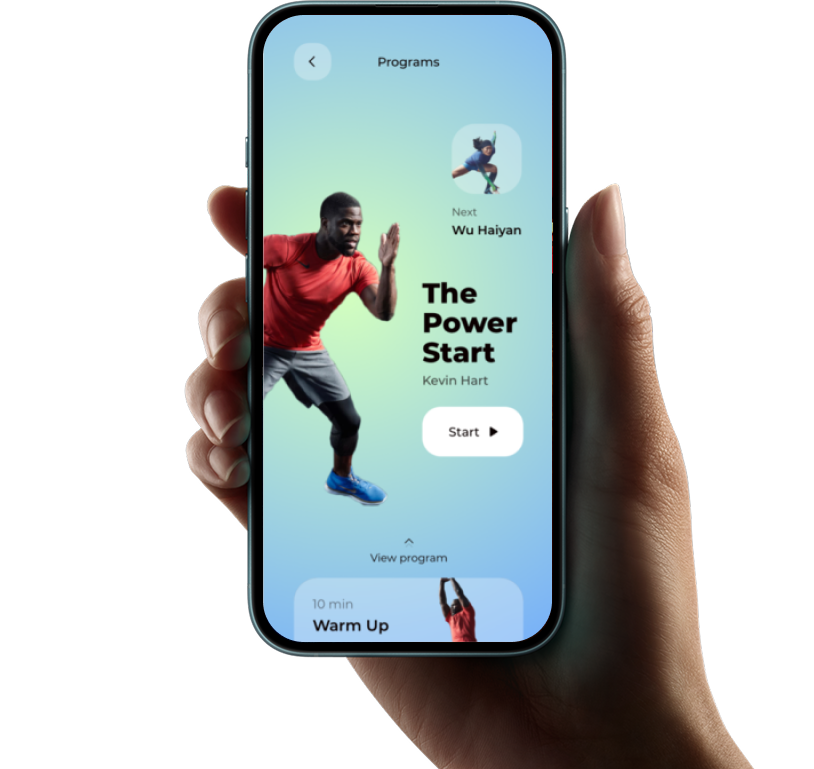 Programs
Next
Wu Haiyan
The
Power
Start
Kevin Hart
Start
View program
10 min
Warm Up